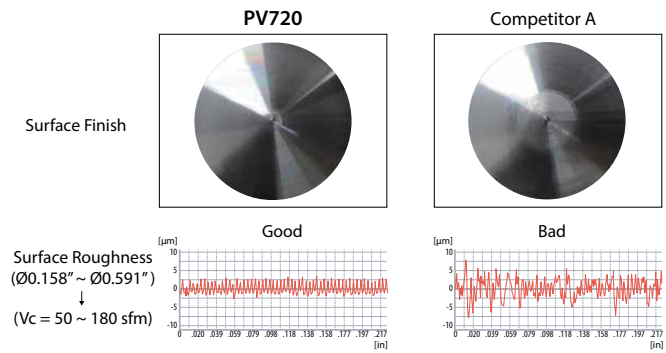 PV720
Competitor A
Surface Finish
Good
Bad
Surface Roughness
(Ø0.158” ~ Ø0.591” )
↓
(Vc = 50 ~ 180 sfm)
[μm]
10
5
0
-5
-10
0 .020 .039 .059 .079 .098 .118 .138 .158 .177 .197 .217
[in]
[μm]
10
5
0
-5
-10
0 .020 .039 .059 .079 .098 .118 .138 .158 .177 .197 .217
[in]